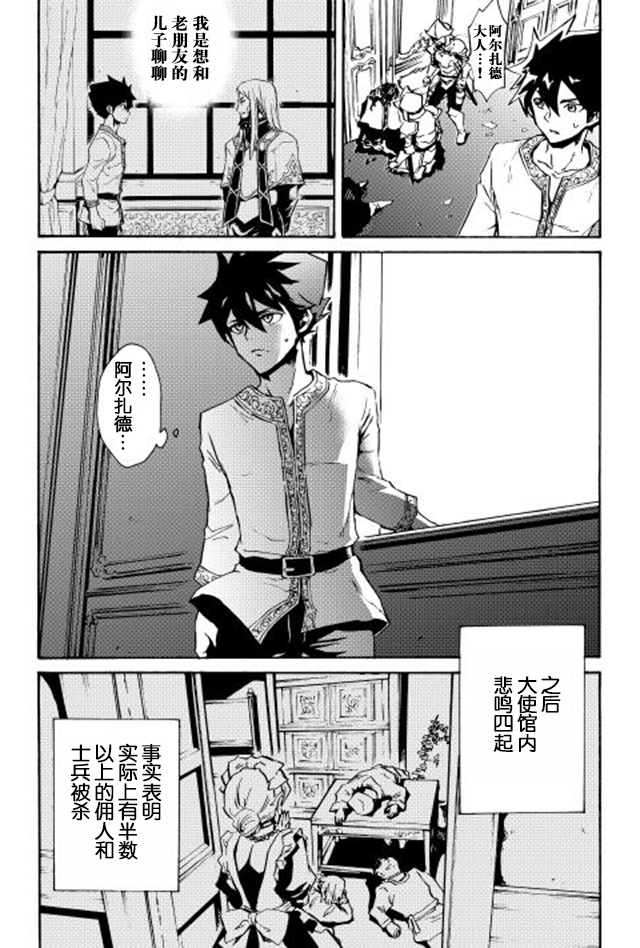 阿尔扎德
大人…！
我是想和
老朋友的
儿子聊聊
……
阿尔扎德…
之后
大使馆内
悲鸣四起
事实表明
实际上有半数
以上的佣人和
士兵被杀